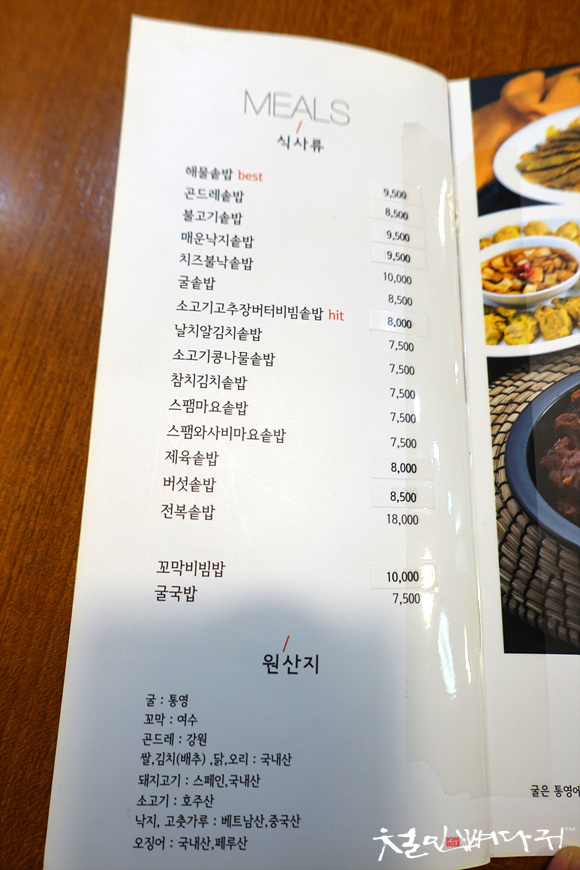 MEALS
식사류
해물솥밥 best 9,500
곤드레솥밥 8,500
불고기솥밥 9,500
매운낙지솥밥 9,500
치즈불낙솥밥 10,000
굴솥밥 8,500
소고기고추장버터비빔솥밥 hit 8,000
날치알김치솥밥 7,500
소고기콩나물솥밥 7,500
참치김치솥밥 7,500
스팸마요솥밥 7,500
스팸와사비마요솥밥 7,500
제육솥밥 8,000
버섯솥밥 8,500
전복솥밥 18,000
꼬막비빔밥 10,000
굴국밥 7,500
원산지
굴 : 통영
꼬막 : 여수
곤드레 : 강원
쌀,김치(배추) ,닭,오리 : 국내산
돼지고기 : 스페인,국내산
소고기 : 호주산
낙지, 고춧가루 : 베트남산,중국산
오징어 : 국내산,페루산
굴은 통영에